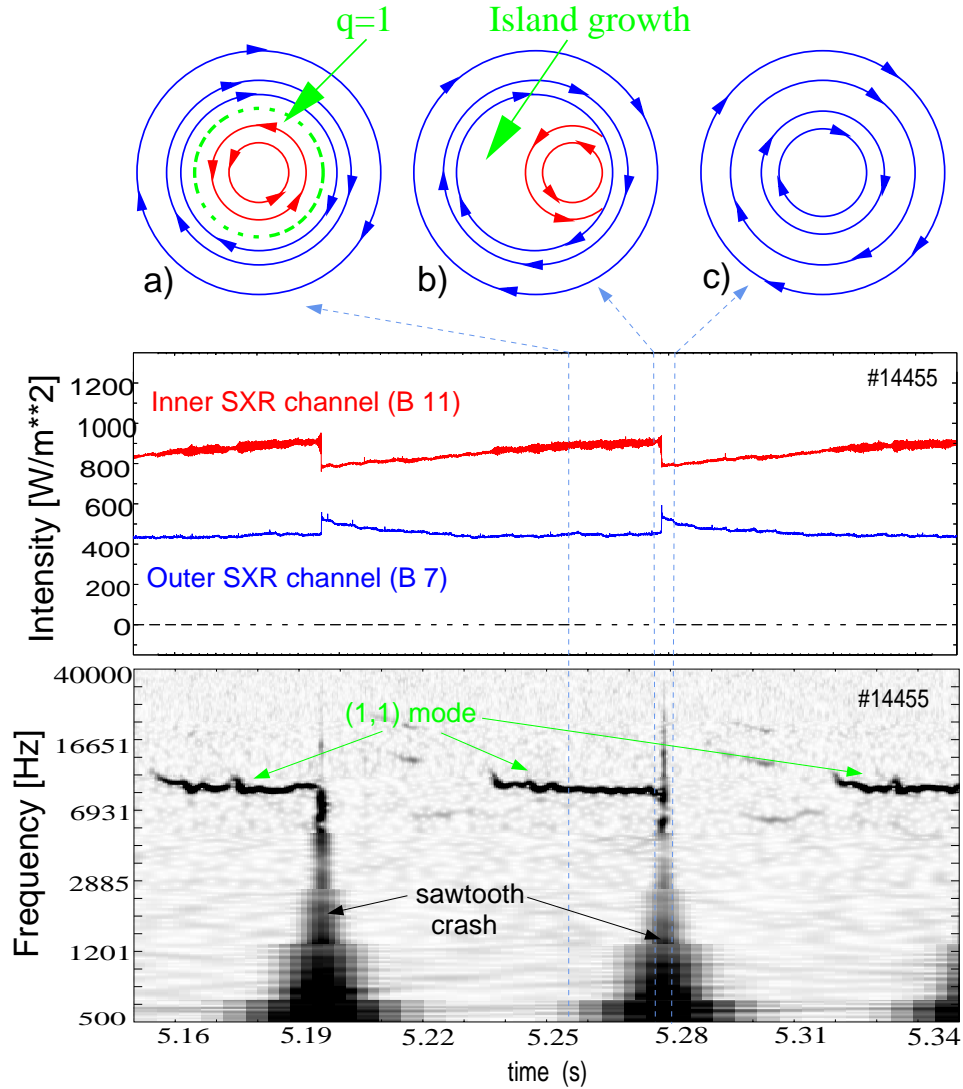 q=1
Island growth
a)
b)
c)
Intensity [W/m**2]
1200
1000
800
600
400
200
0
#14455
Inner SXR channel (B 11)
Outer SXR channel (B 7)
Frequency [Hz]
40000
16651
6931
2885
1201
500
#14455
(1,1) mode
sawtooth
crash
5.16
5.19
5.22
5.25
5.28
5.31
5.34
time (s)